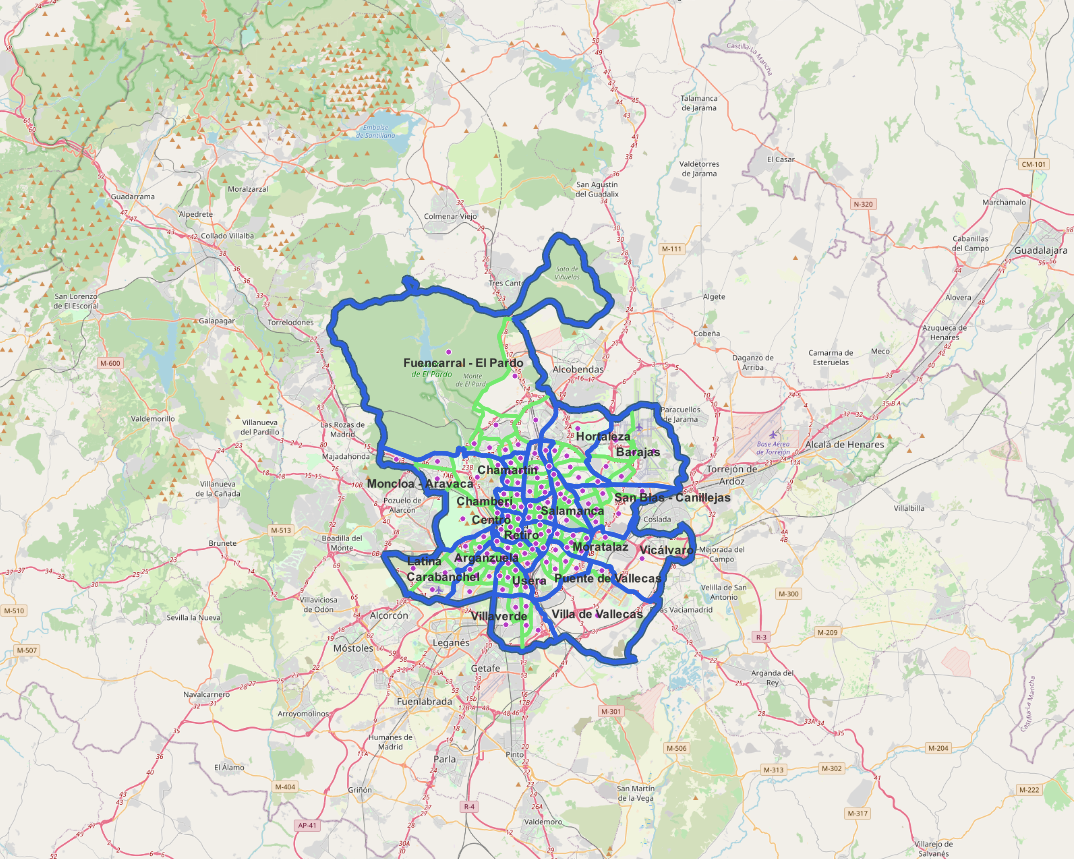 Castilla-La Mancha
Talamanca
de Jarama
Embalse
de Santillana
El Casar
CM-101
Valdetorres
de Jarama
San Agustín
del Guadalix
Guadarrama
Moralzarzal
N-320
Marchamalo
Alpedrete
Colmenar Viejo
Collado Villalba
M-111
Cabanillas
del Campo
Guadalajara
Soto de
Viñuelas
Tres Cantos
San Lorenzo
de El Escorial
Algete
Alovera
Galapagar
Torrelodones
Cobeña
Azuqueca de
Henares
M-600
Fuencarral - El Pardo
de El Pardo
Monte
de El Pardo
Alcobendas
Daganzo de
Arriba
Camarma de
Esteruelas
Meco
Valdemorillo
Villanueva
del Pardillo
Las Rozas de
Madrid
Paracuellos
de Jarama
Hortaleza
Barajas
Base Aérea
de Torrejón
Alcalá de Henares
Majadahonda
Chamartín
Torrejón de
Ardoz
Moncloa - Aravaca
Villanueva
de la Cañada
Pozuelo de
Alarcón
Chamberí
San Blas - Canillejas
Salamanca
Villalbilla
Centro
Coslada
M-513
Boadilla del
Monte
Retiro
Brunete
Moratalaz
Vicálvaro
Mejorada del
Campo
Latina
Arganzuela
Carabanchel
Usera
Puente de Vallecas
Velilla de San
Antonio
M-300
Villaviciosa
de Odón
M-510
Sevilla la Nueva
Alcorcón
Villaverde
Villa de Vallecas
Rivas Vaciamadrid
R-3
M-209
M-507
Móstoles
Leganés
Getafe
Arganda del
Rey
Navalcarnero
Arroyomolinos
Fuenlabrada
M-301
Castilla-La Mancha
Humanes de
Madrid
Parla
Pinto
M-506
M-204
El Álamo
M-404
Griñón
M-313
M-302
San Martín
de la Vega
M-222
R-4
AP-41
Valdemoro
M-317
Villarejo de
Salvanés